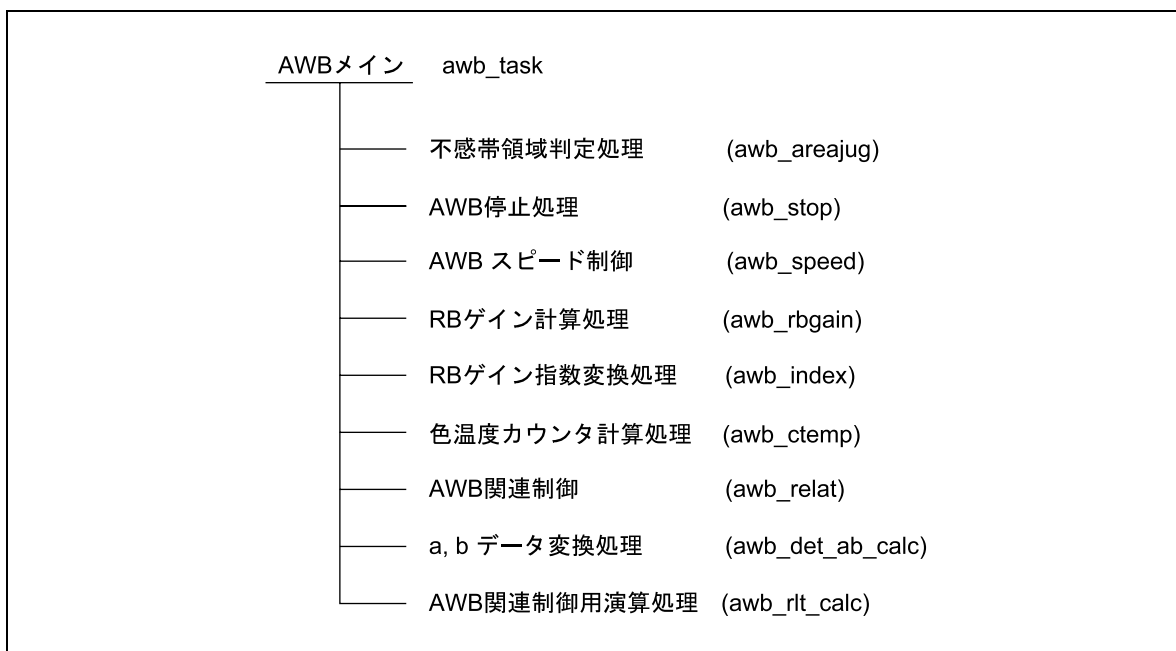 AWBメイン awb_task
不感帯領域判定処理 (awb_areajug)
AWB停止処理 (awb_stop)
AWB スピード制御 (awb_speed)
RBゲイン計算処理 (awb_rbgain)
RBゲイン指数変換処理 (awb_index)
色温度カウンタ計算処理 (awb_ctemp)
AWB関連制御 (awb_relat)
a, b データ変換処理 (awb_det_ab_calc)
AWB関連制御用演算処理 (awb_rlt_calc)